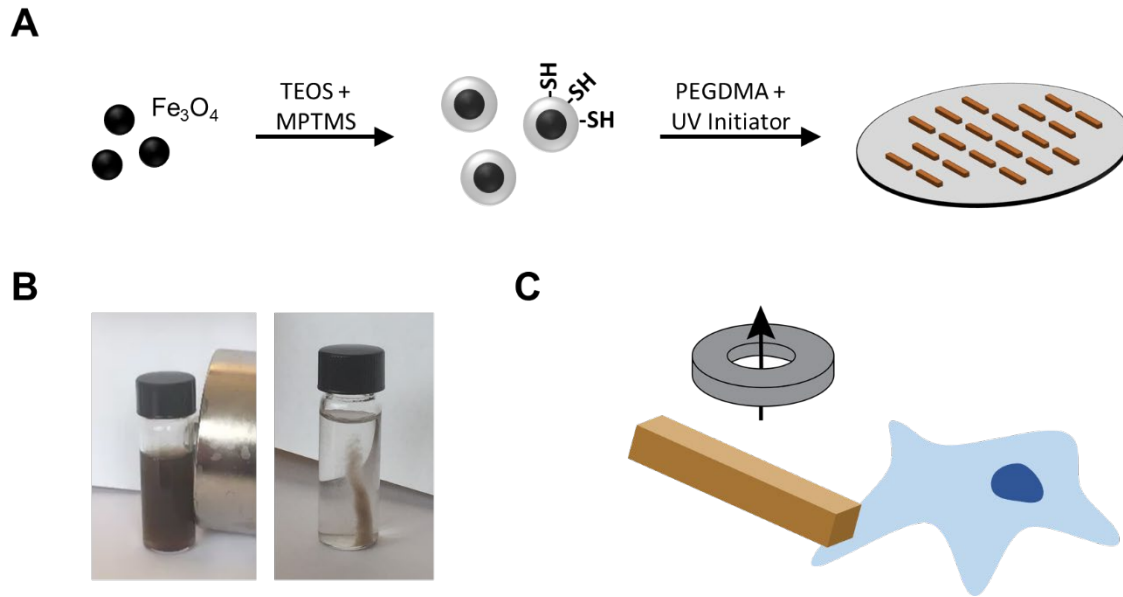 A
Fe₃O₄
TEOS +
MPTMS
-SH
-SH
-SH
PEGDMA +
UV Initiator
B
C